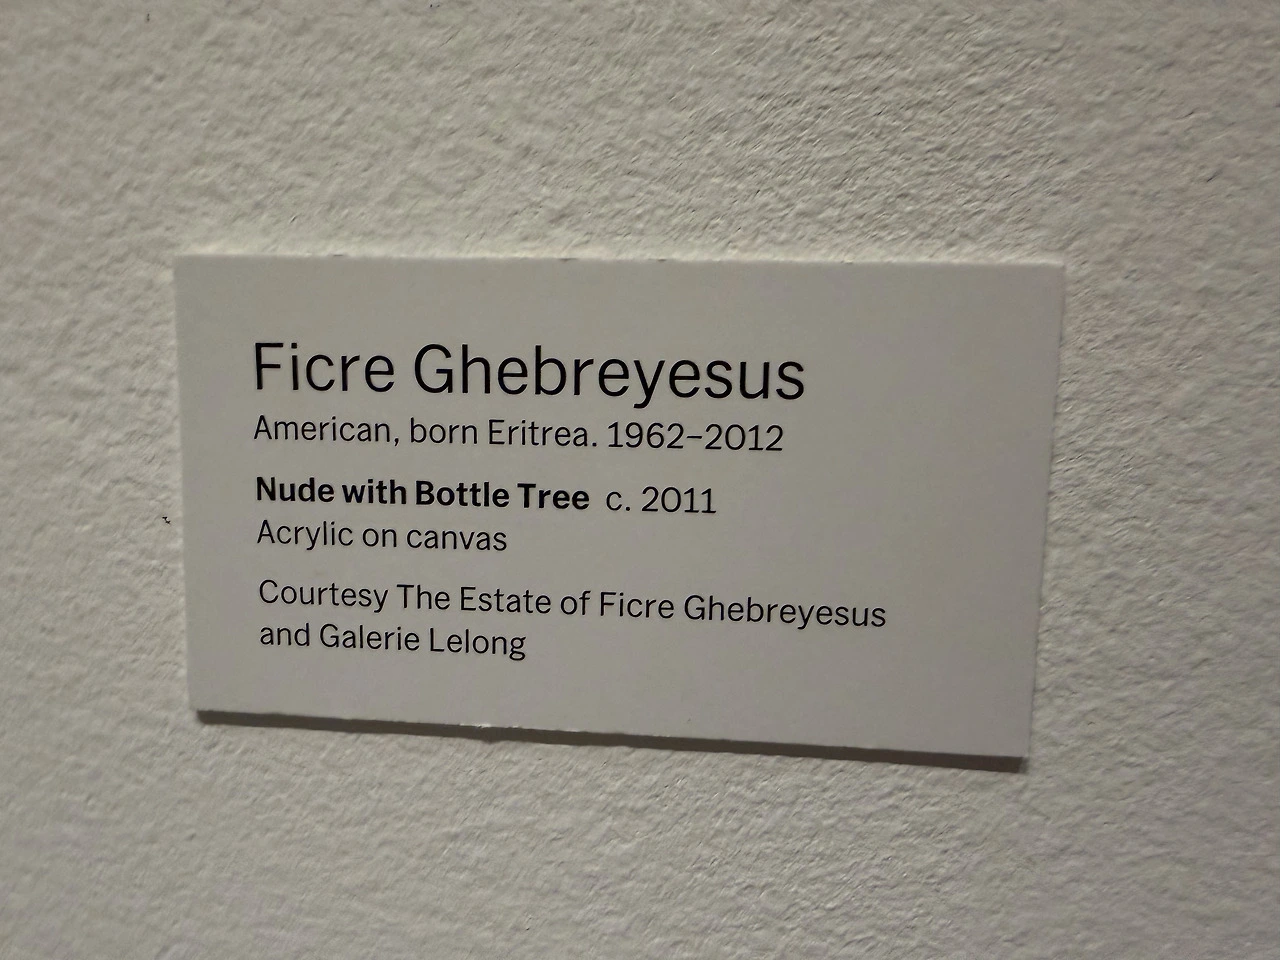 Ficre Ghebreyesus
American, born Eritrea. 1962–2012
Nude with Bottle Tree c. 2011
Acrylic on canvas
Courtesy The Estate of Ficre Ghebreyesus
and Galerie Lelong